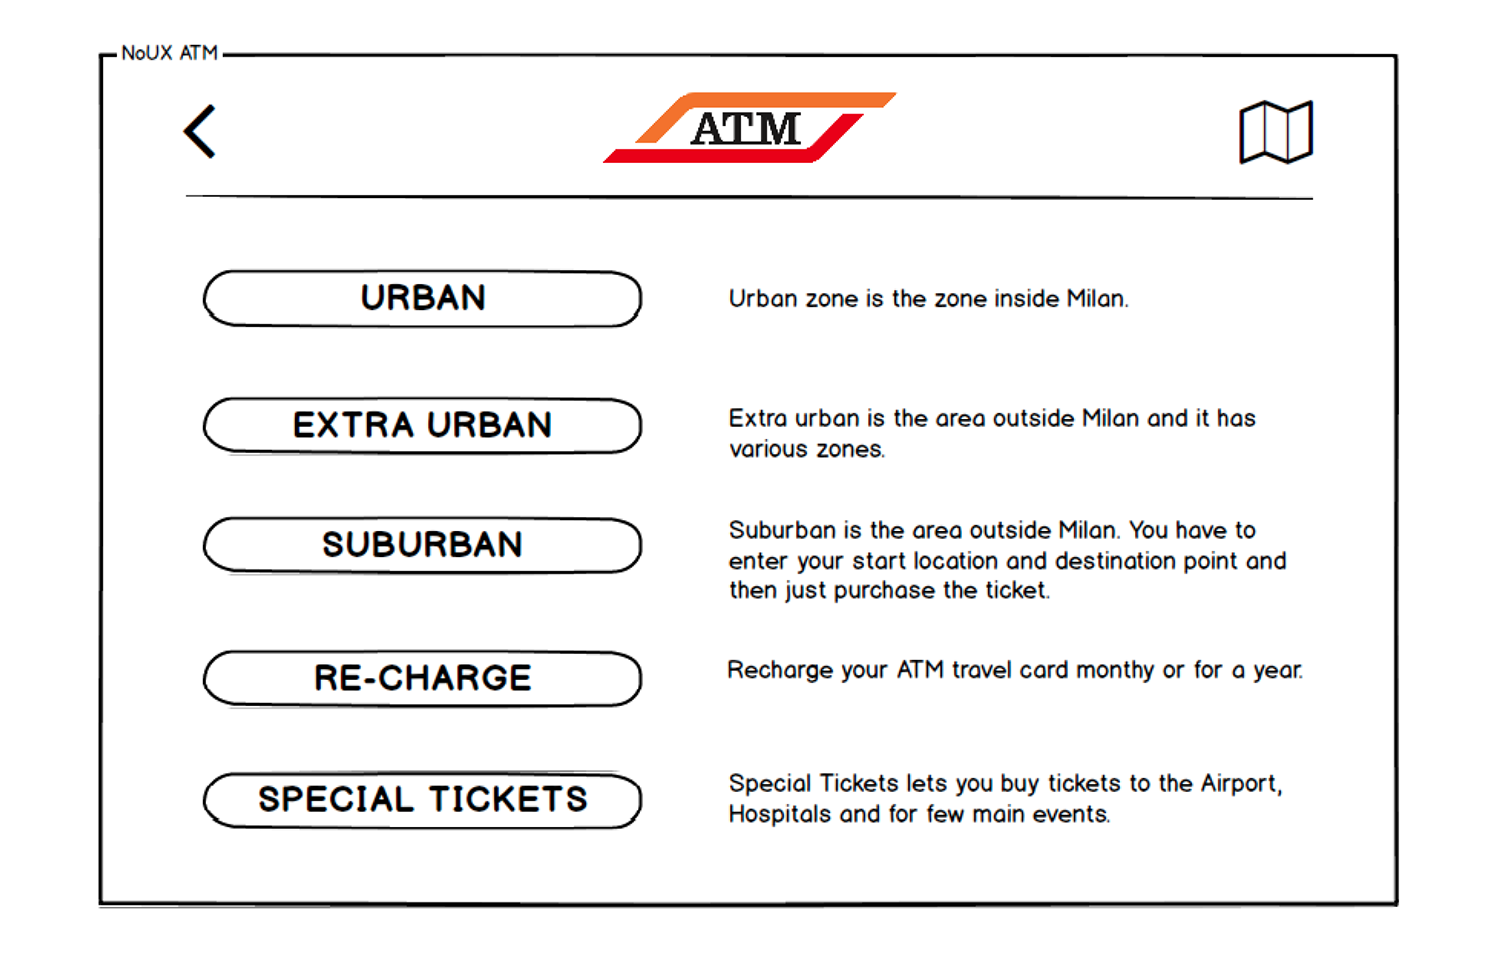 NoUX ATM
ATM
URBAN
Urban zone is the zone inside Milan.
EXTRA URBAN
Extra urban is the area outside Milan and it has
various zones.
SUBURBAN
Suburban is the area outside Milan. You have to
enter your start location and destination point and
then just purchase the ticket.
RE-CHARGE
Recharge your ATM travel card monthy or for a year.
SPECIAL TICKETS
Special Tickets lets you buy tickets to the Airport,
Hospitals and for few main events.